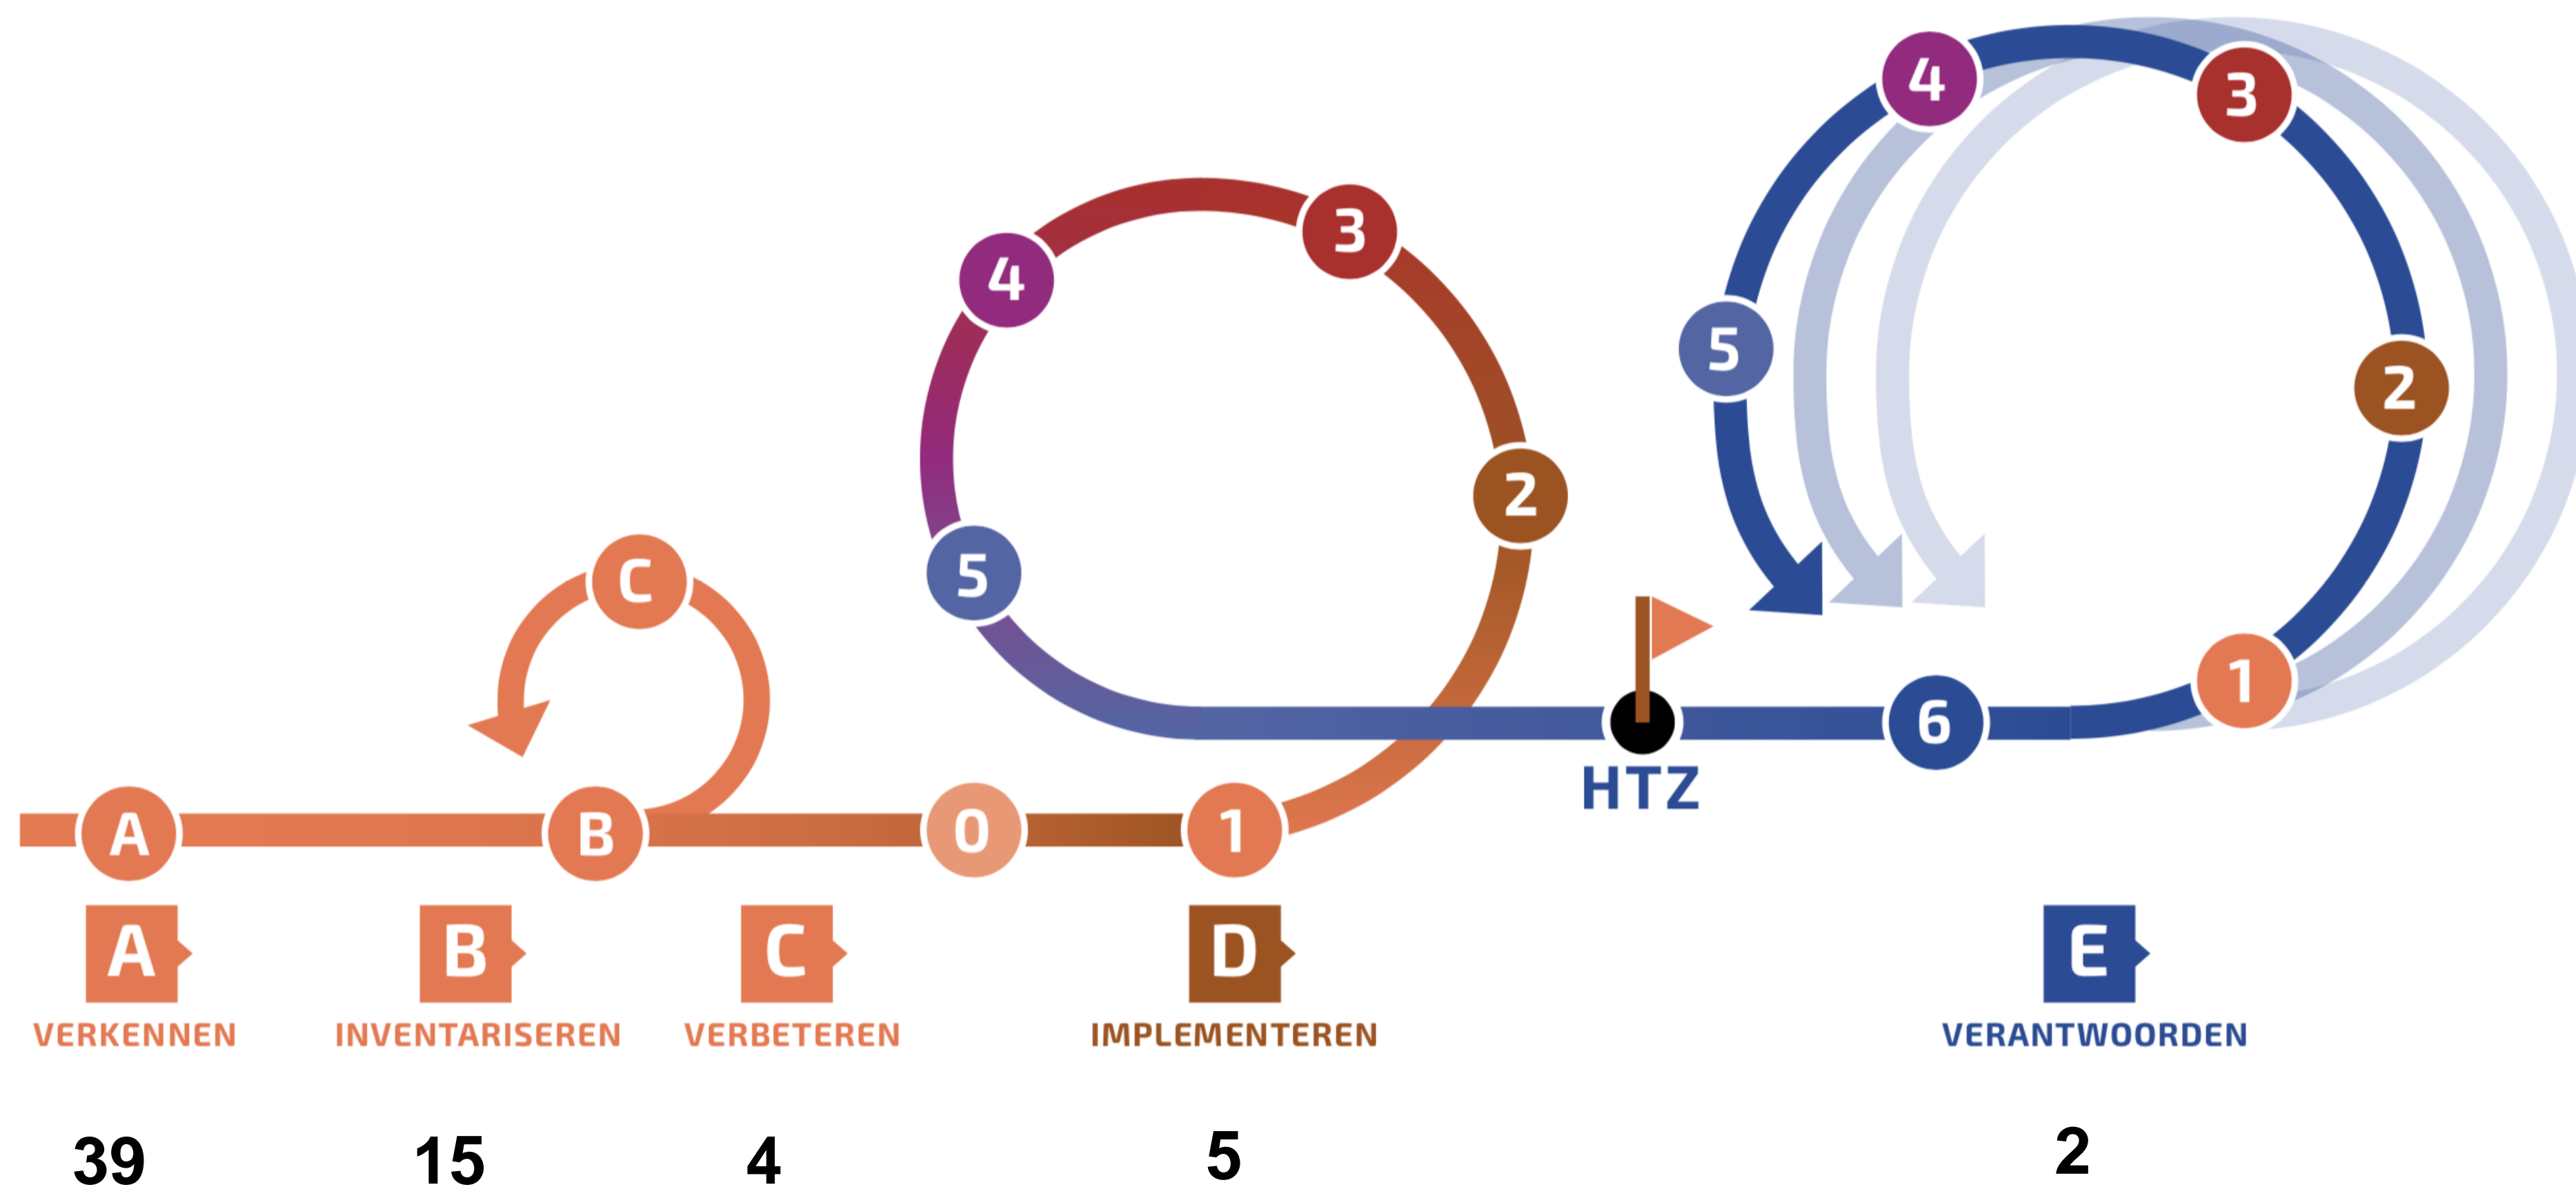 4
3
3
4
5
2
2
5
C
1
HTZ
6
A
B
0
1
A
B
C
D
E
VERKENNEN
INVENTARISEREN
VERBETEREN
IMPLEMENTEREN
VERANTWOORDEN
39
15
4
5
2